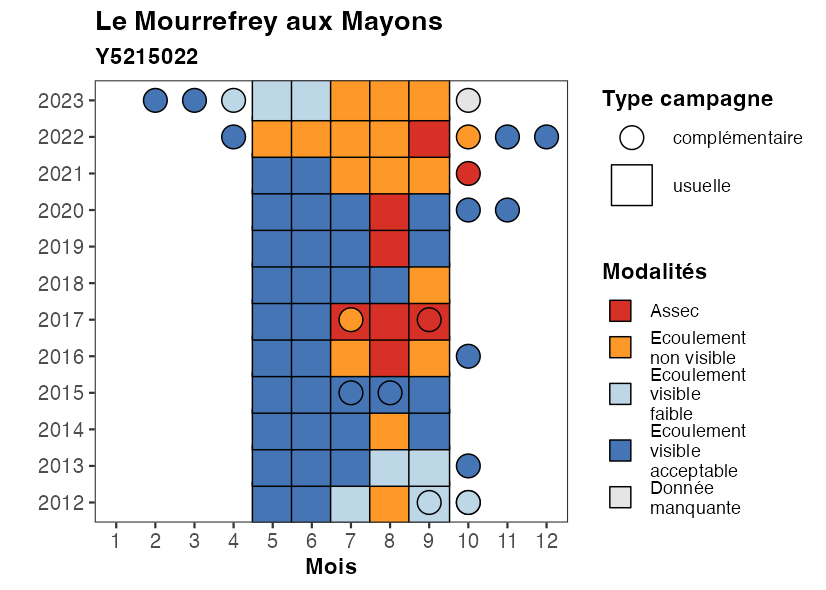 Le Mourrefrey aux Mayons
Y5215022
2023
2022
2021
2020
2019
2018
2017
2016
2015
2014
2013
2012
1 2 3 4 5 6 7 8 9 10 11 12
Mois
Type campagne
complémentaire
usuelle
Modalités
Assec
Ecoulement
non visible
Ecoulement
visible
faible
Ecoulement
visible
acceptable
Donnée
manquante